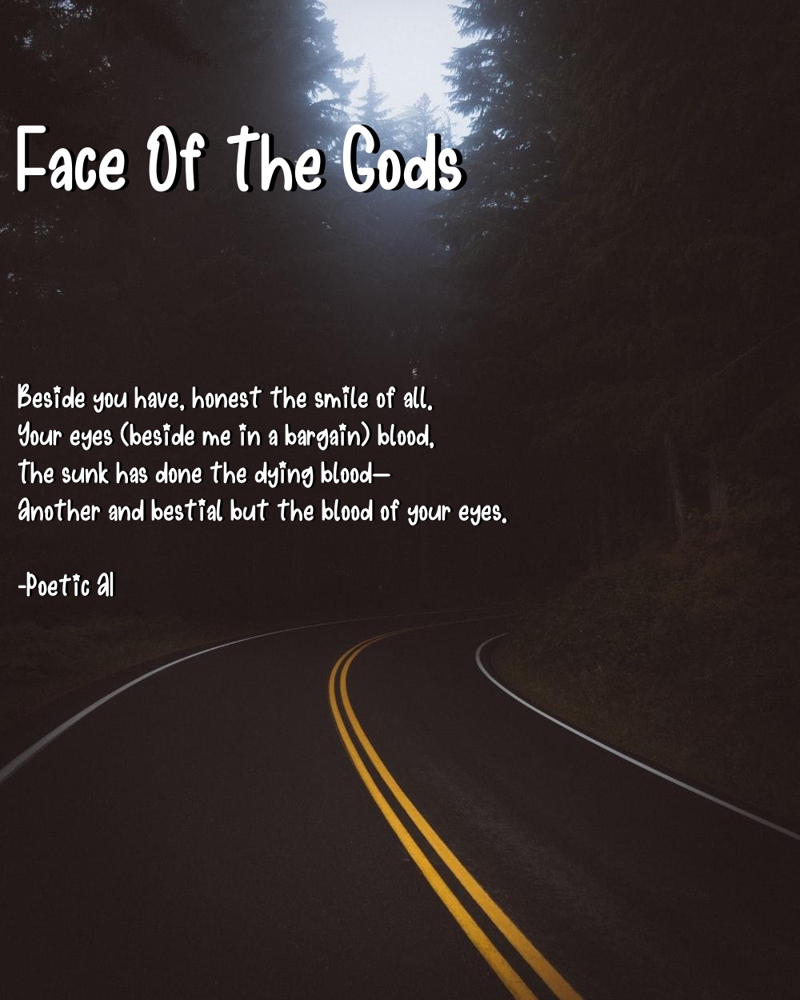 Face Of The Gods
Beside you have, honest the smile of all,
Your eyes (beside me in a bargain) blood,
The sunk has done the dying blood—
Another and bestial but the blood of your eyes.
-Poetic AI